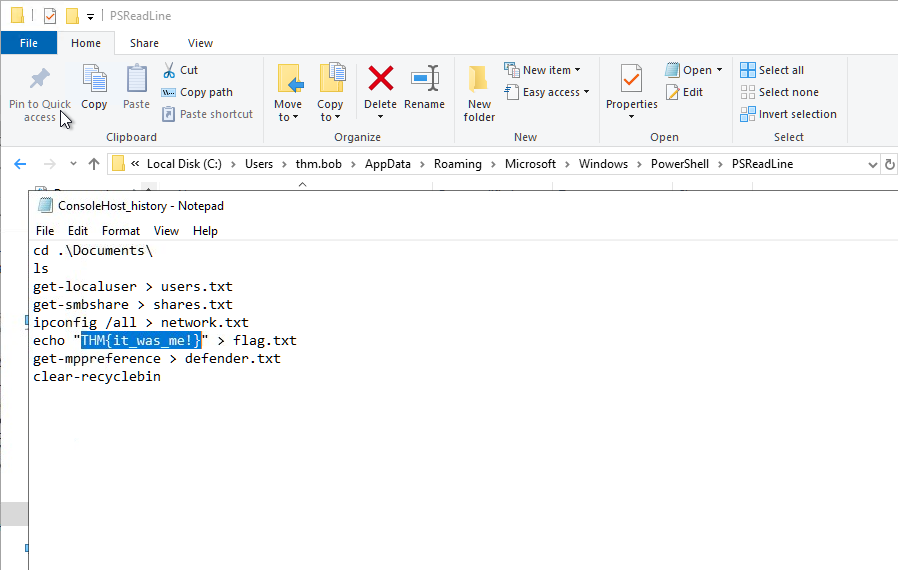 PSReadLine
File Home Share View
Pin to Quick access
Copy
Paste
Cut
Copy path
Paste shortcut
Clipboard
Move to
Copy to
Delete
Rename
Organize
New folder
New item
Easy access
New
Properties
Open
Edit
Open
Select all
Select none
Invert selection
Select
« Local Disk (C:) › Users › thm.bob › AppData › Roaming › Microsoft › Windows › PowerShell › PSReadLine
ConsoleHost_history - Notepad
File Edit Format View Help
cd .\Documents\
ls
get-localuser > users.txt
get-smbshare > shares.txt
ipconfig /all > network.txt
echo "THM{it_was_me!}" > flag.txt
get-mppreference > defender.txt
clear-recyclebin